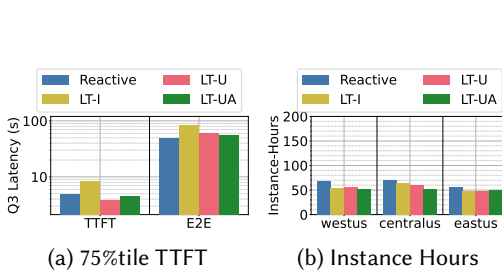 Reactive
LT-I
LT-U
LT-UA
Q3 Latency (s)
100
10
TTFT
E2E
(a) 75%tile TTFT
Reactive
LT-I
LT-U
LT-UA
Instance-Hours
200
150
100
50
0
westus
centralus
eastus
(b) Instance Hours